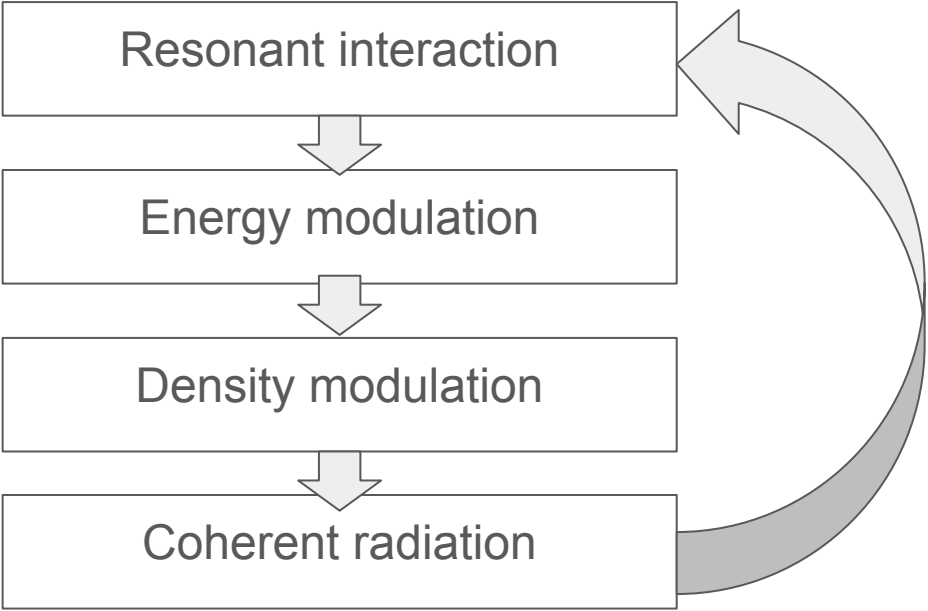 Resonant interaction
Energy modulation
Density modulation
Coherent radiation